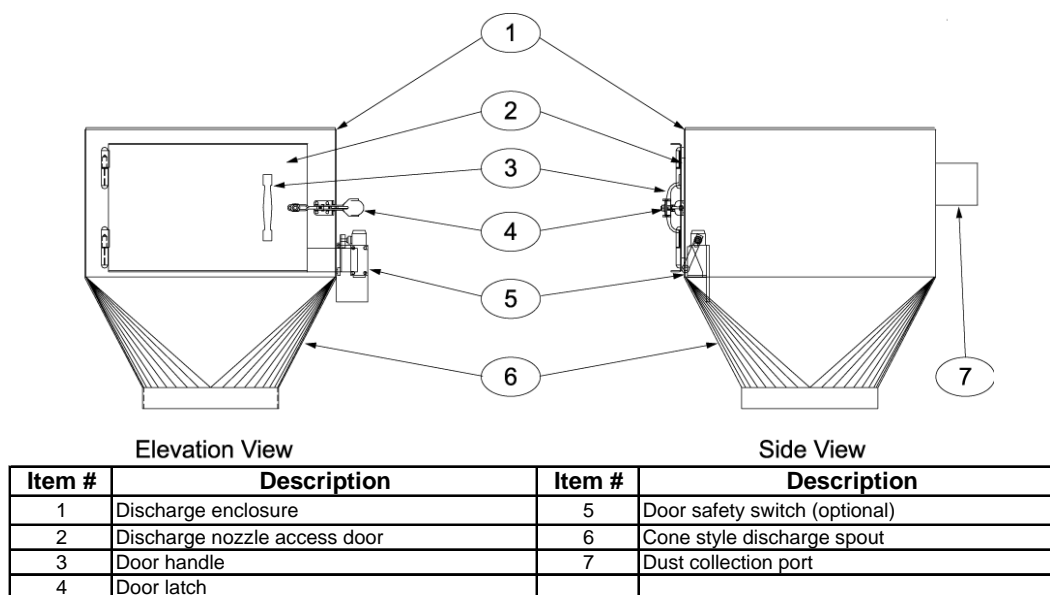 1
2
3
4
5
6
7
Elevation View Side View
Item # Description Item # Description
1 Discharge enclosure 5 Door safety switch (optional)
2 Discharge nozzle access door 6 Cone style discharge spout
3 Door handle 7 Dust collection port
4 Door latch